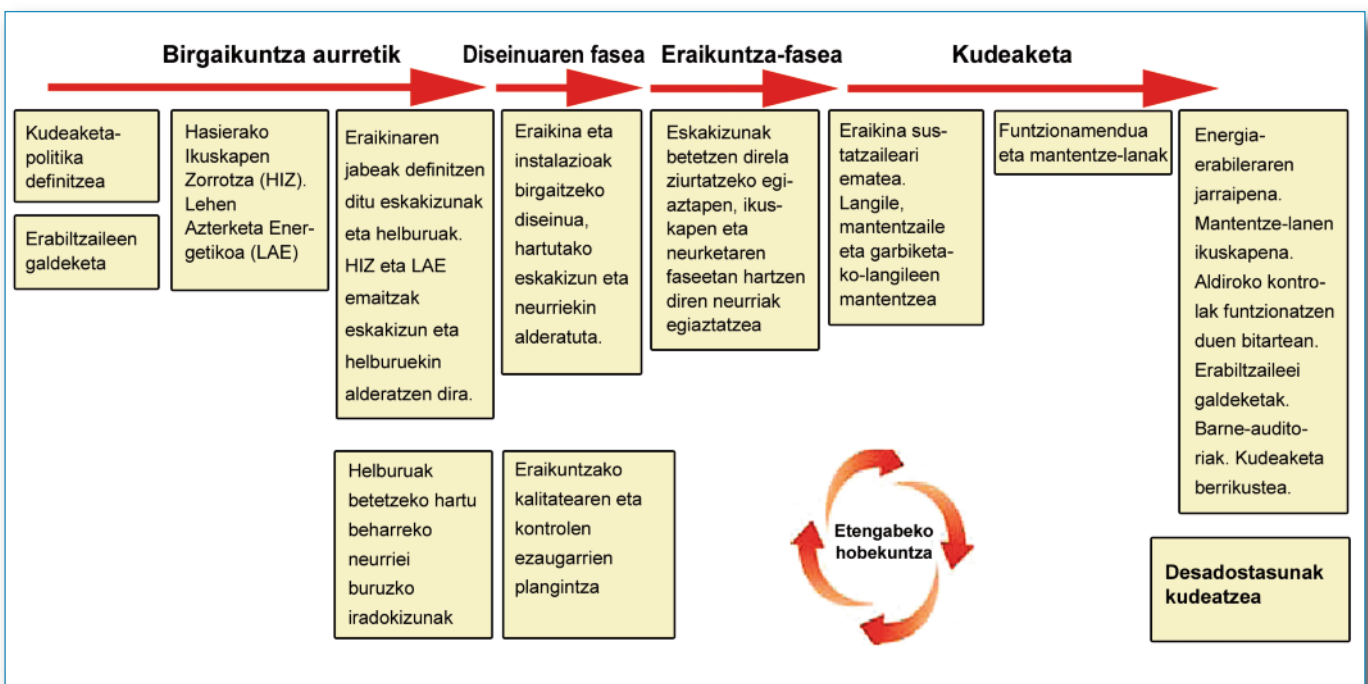 Birgaikuntza aurretik
Diseinuaren fasea
Eraikuntza-fasea
Kudeaketa
Kudeaketa-
politika
definitzea
Erabiltzaileen
galdeketa
Hasierako
Ikuskapen
Zorrotza (HIZ).
Lehen
Azterketa Ener-
getikoa (LAE)
Eraikinaren
jabeak definitzen
ditu eskakizunak
eta helburuak.
HIZ eta LAE
emaitzak
eskakizun eta
helburuekin
alderatzen dira.
Helburuak
betetzeko hartu
beharreko
neurriei
buruzko
iradokizunak
Eraikina eta
instalazioak
birgaitzeko
diseinua,
hartutako
eskakizun eta
neurriekin
alderatuta.
Eraikuntzako
kalitatearen eta
kontrolen
ezaugarrien
plangintza
Eskakizunak
betetzen direla
ziurtatzeko egi-
aztapen, ikus-
kapen eta
neurketaren
faseetan hartzen
diren neurriak
egiaztatzea
Eraikina sus-
tatzaileari
ematea.
Langile,
mantentzaile
eta garbiketa-
ko-langileen
mantentzea
Funtzionamendua
eta mantentze-lanak
Energia-
erabileraren
jarraipena.
Mantentze-lanen
ikuskapena.
Aldiroko kontro-
lak funtzionatzen
duen bitartean.
Erabiltzaileei
galdeketak.
Barne-audito-
riak. Kudeaketa
berrikustea.
Etengabeko
hobekuntza
Desadostasunak
kudeatzea